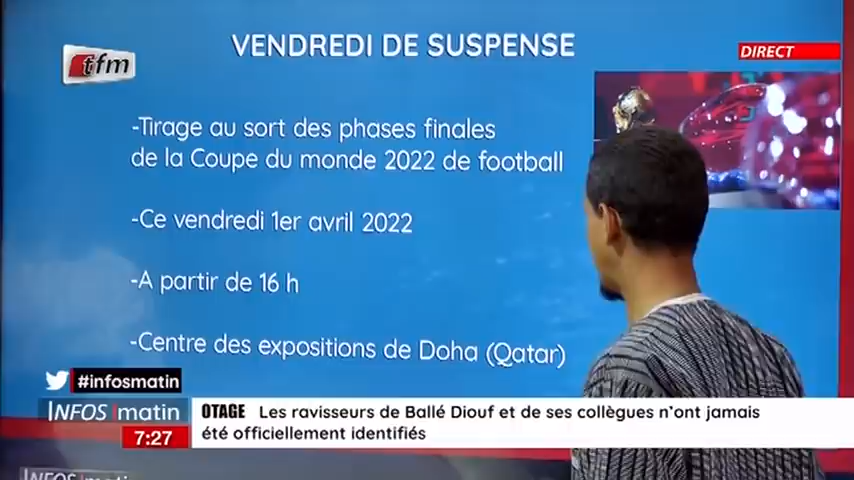 VENDREDI DE SUSPENSE
tfm
DIRECT
-Tirage au sort des phases finales
de la Coupe du monde 2022 de football
-Ce vendredi 1er avril 2022
-A partir de 16 h
-Centre des expositions de Doha (Qatar)
#infosmatin
INFOS matin
OTAGE Les ravisseurs de Ballé Diouf et de ses collègues n'ont jamais
été officiellement identifiés
7:27
INFOS matin